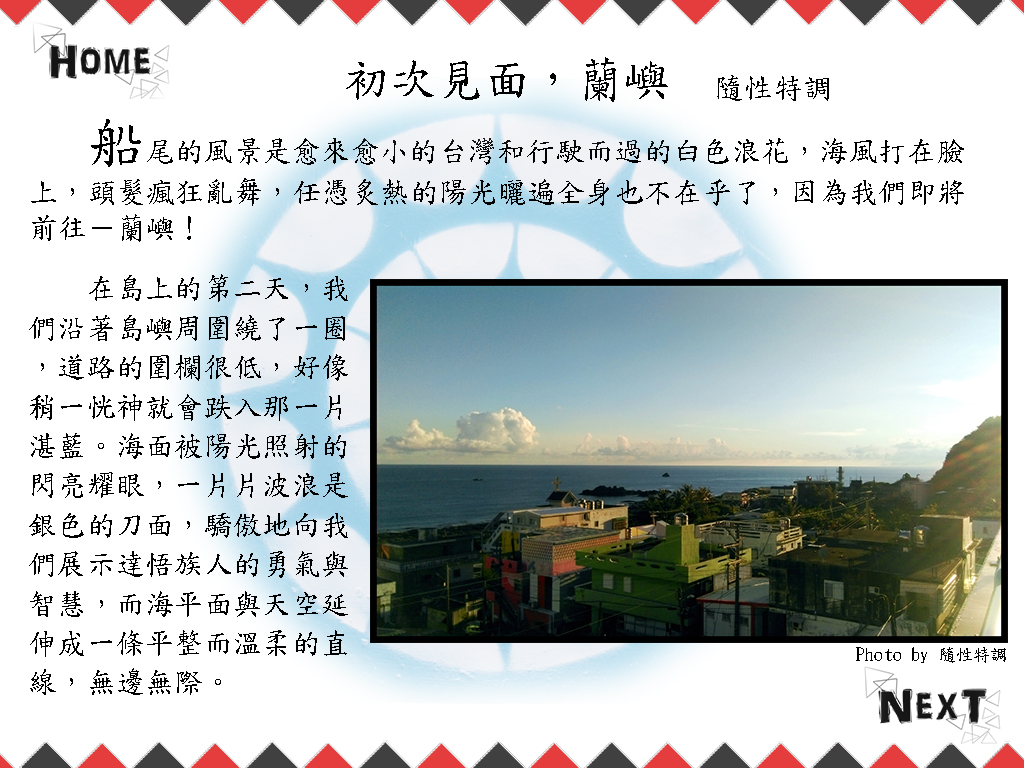 HOME
初次見面，蘭嶼　隨性特調
船尾的風景是愈來愈小的台灣和行駛而過的白色浪花，海風打在臉
上，頭髮瘋狂亂舞，任憑炙熱的陽光曬遍全身也不在乎了，因為我們即將
前往－蘭嶼！
在島上的第二天，我
們沿著島嶼周圍繞了一圈
，道路的圍欄很低，好像
稍一恍神就會跌入那一片
湛藍。海面被陽光照射的
閃亮耀眼，一片片波浪是
銀色的刀面，驕傲地向我
們展示達悟族人的勇氣與
智慧，而海平面與天空延
伸成一條平整而溫柔的直
線，無邊無際。
Photo by 隨性特調
NEXT